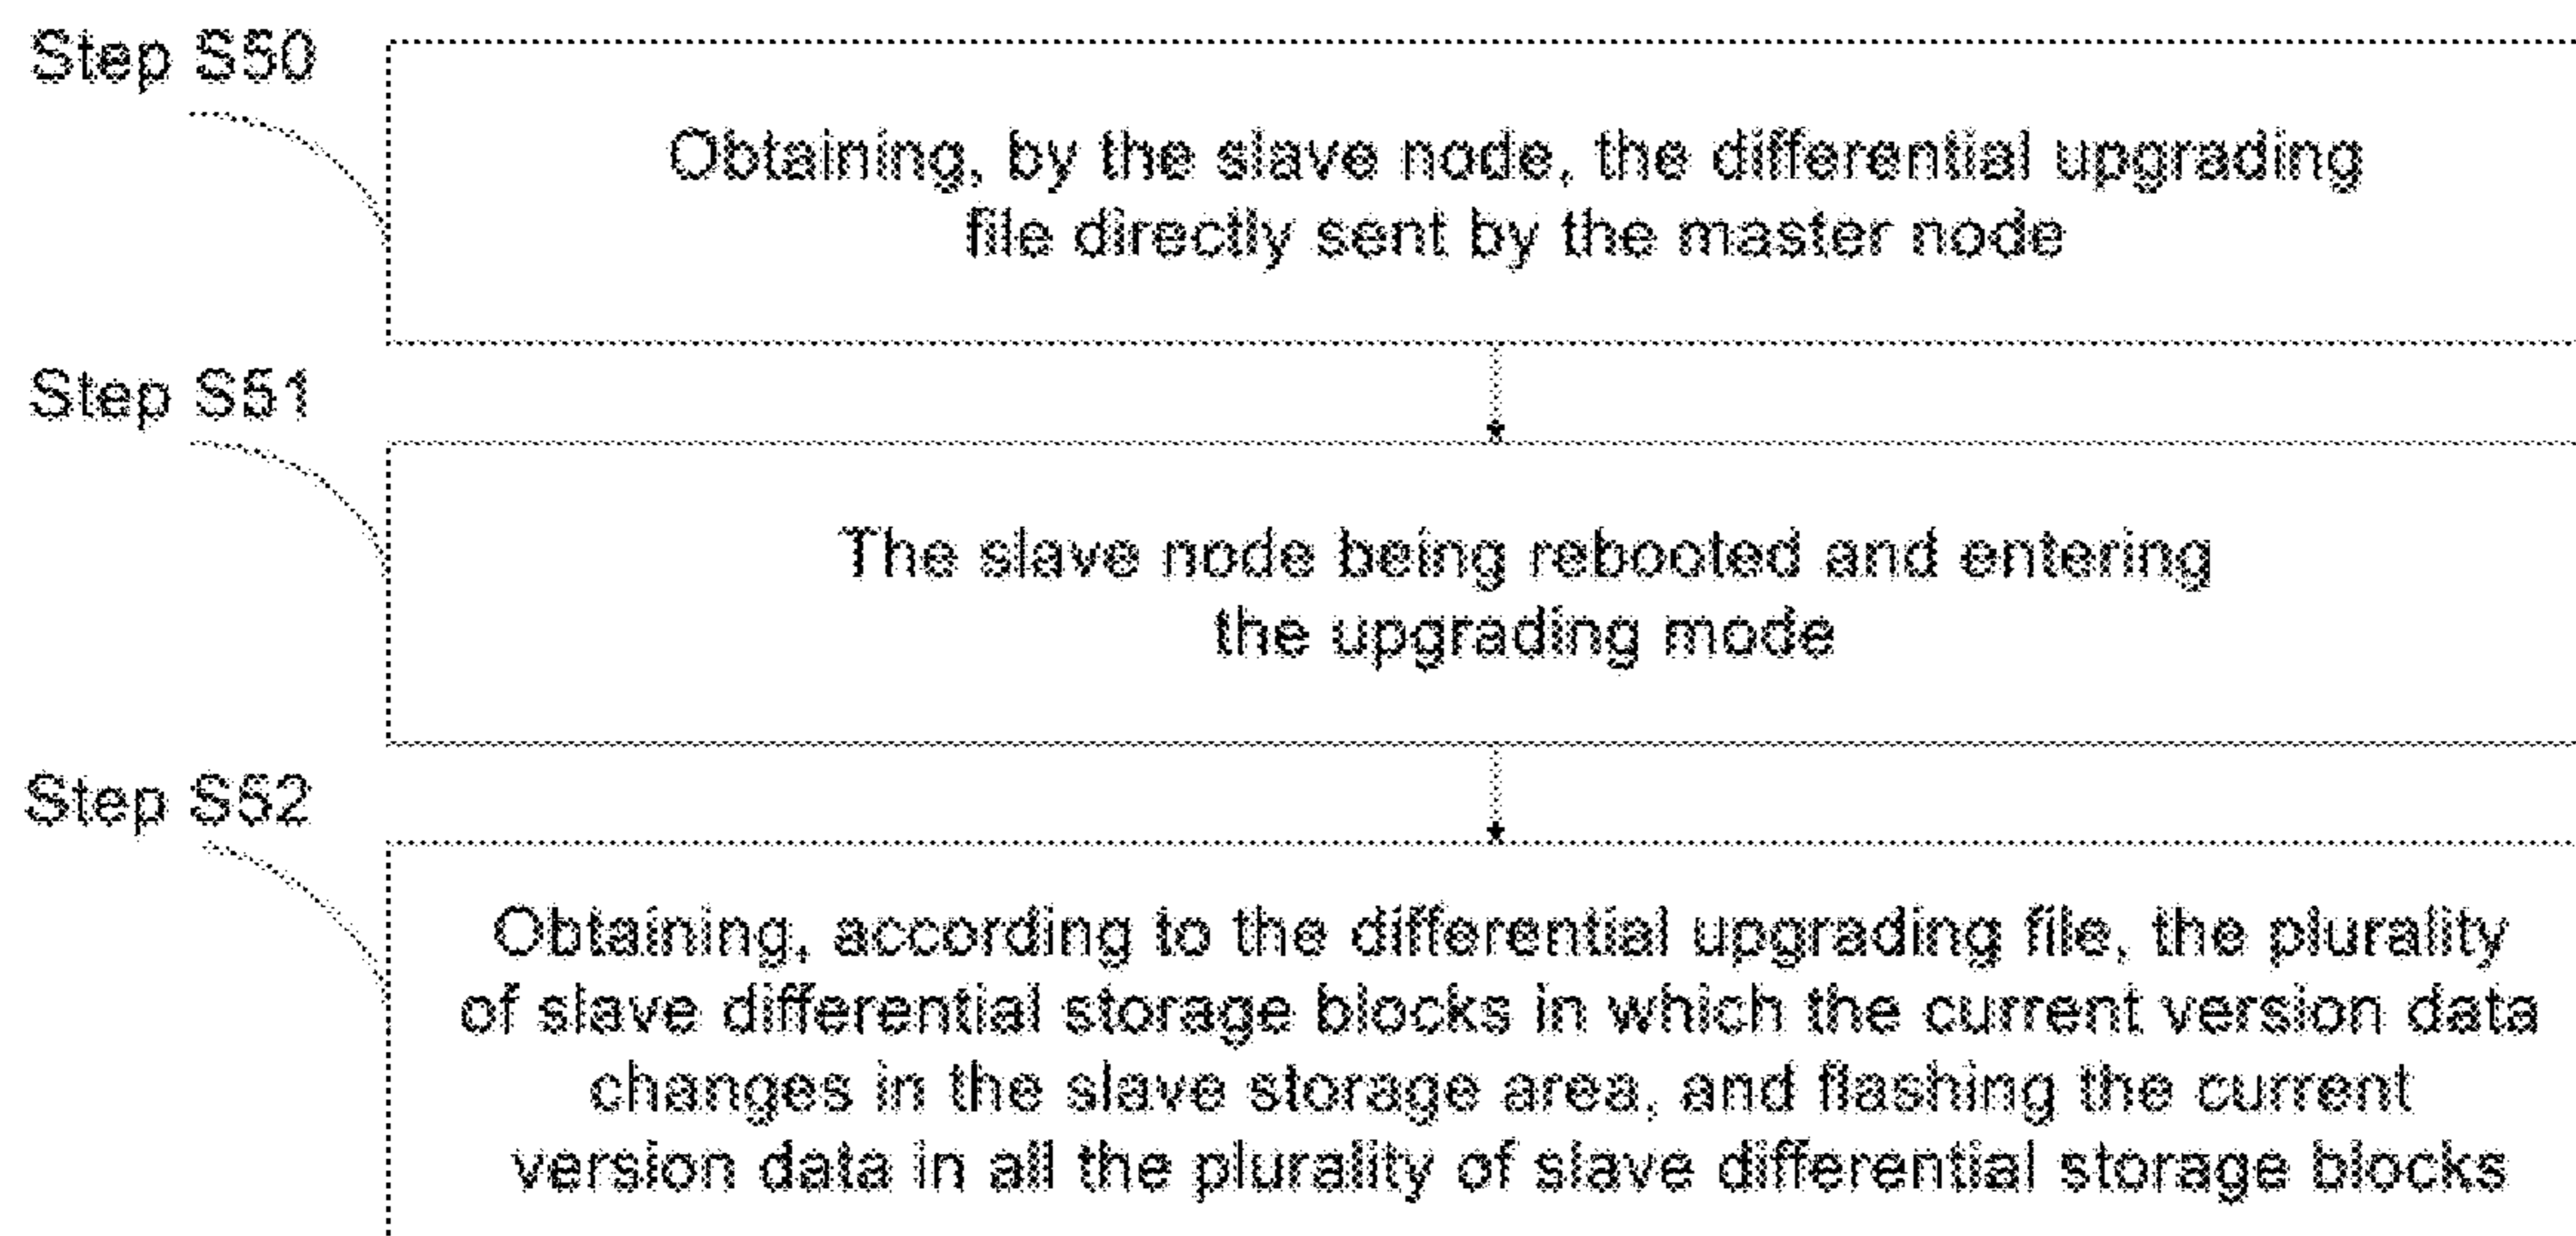 Step S50
Obtaining, by the slave node, the differential upgrading
file directly sent by the master node
Step S51
The slave node being rebooted and entering
the upgrading mode
Step S52
Obtaining, according to the differential upgrading file, the plurality
of slave differential storage blocks in which the current version data
changes in the slave storage area, and flashing the current
version data in all the plurality of slave differential storage blocks